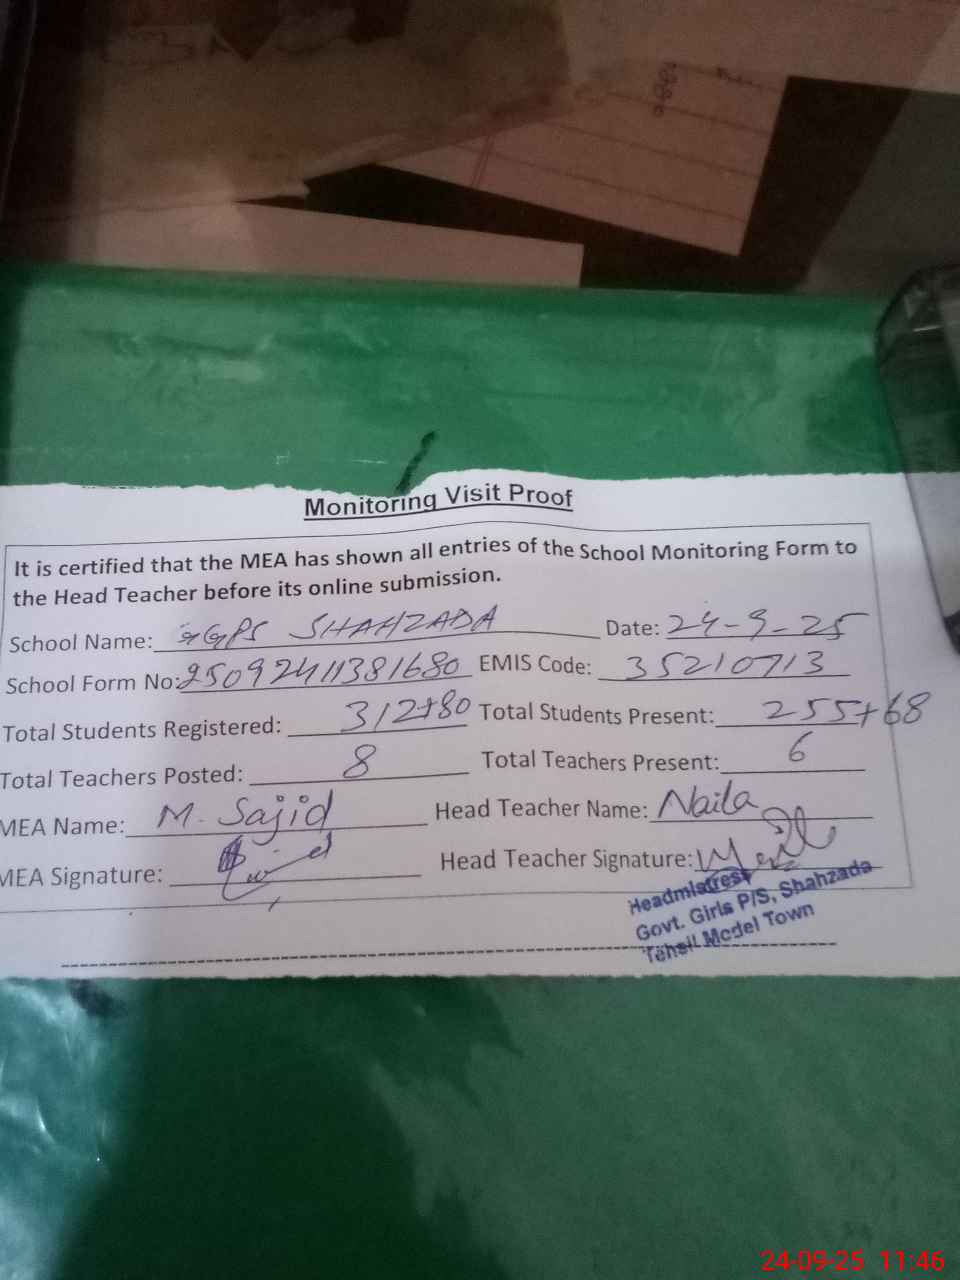 Monitoring Visit Proof
It is certified that the MEA has shown all entries of the School Monitoring Form to
the Head Teacher before its online submission.
School Name: GGPS SHAHZADA Date: 24-9-25
School Form No: 25092411381680 EMIS Code: 35210713
Total Students Registered: 312+80 Total Students Present: 255+68
Total Teachers Posted: 8 Total Teachers Present: 6
MEA Name: M. Sajid Head Teacher Name: Naila
MEA Signature: Head Teacher Signature:
Headmistress
Govt. Girls P/S, Shahzada
Tehsil Model Town
24-09-25 11:46